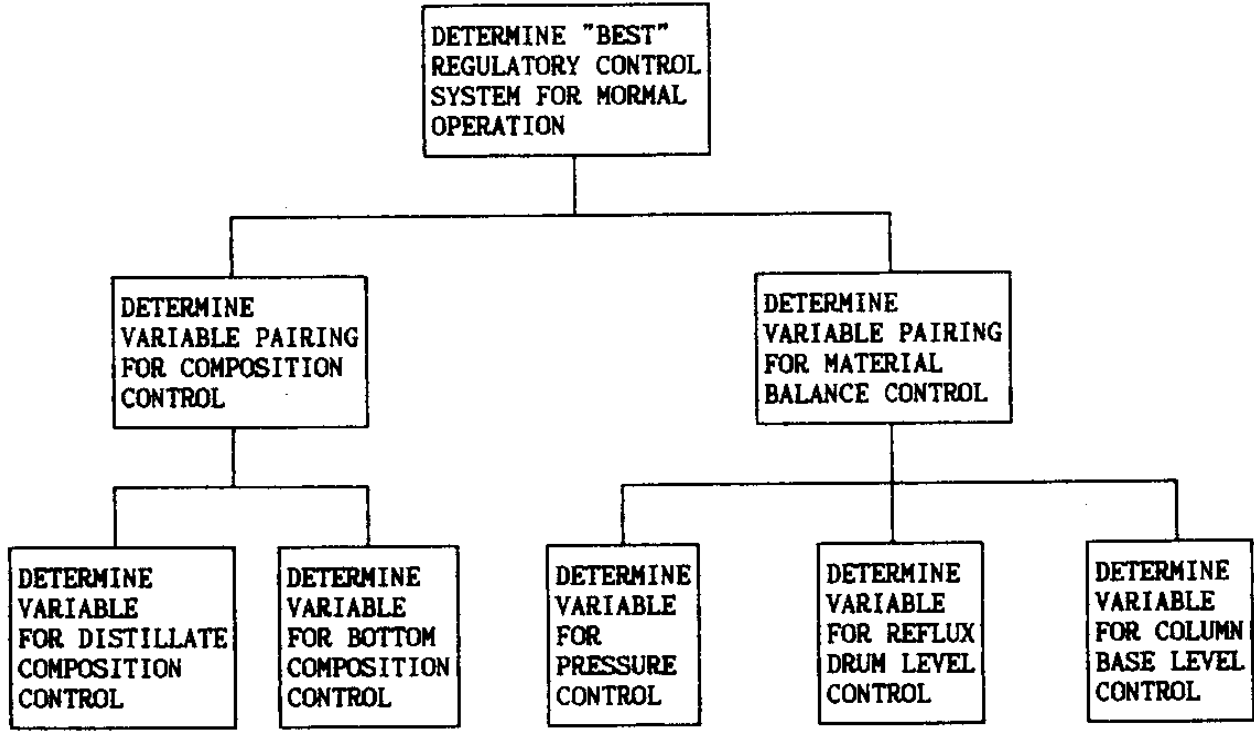 DETERMINE "BEST"
REGULATORY CONTROL
SYSTEM FOR MORMAL
OPERATION
DETERMINE
VARIABLE PAIRING
FOR COMPOSITION
CONTROL
DETERMINE
VARIABLE PAIRING
FOR MATERIAL
BALANCE CONTROL
DETERMINE
VARIABLE
FOR DISTILLATE
COMPOSITION
CONTROL
DETERMINE
VARIABLE
FOR BOTTOM
COMPOSITION
CONTROL
DETERMINE
VARIABLE
FOR
PRESSURE
CONTROL
DETERMINE
VARIABLE
FOR REFLUX
DRUM LEVEL
CONTROL
DETERMINE
VARIABLE
FOR COLUMN
BASE LEVEL
CONTROL